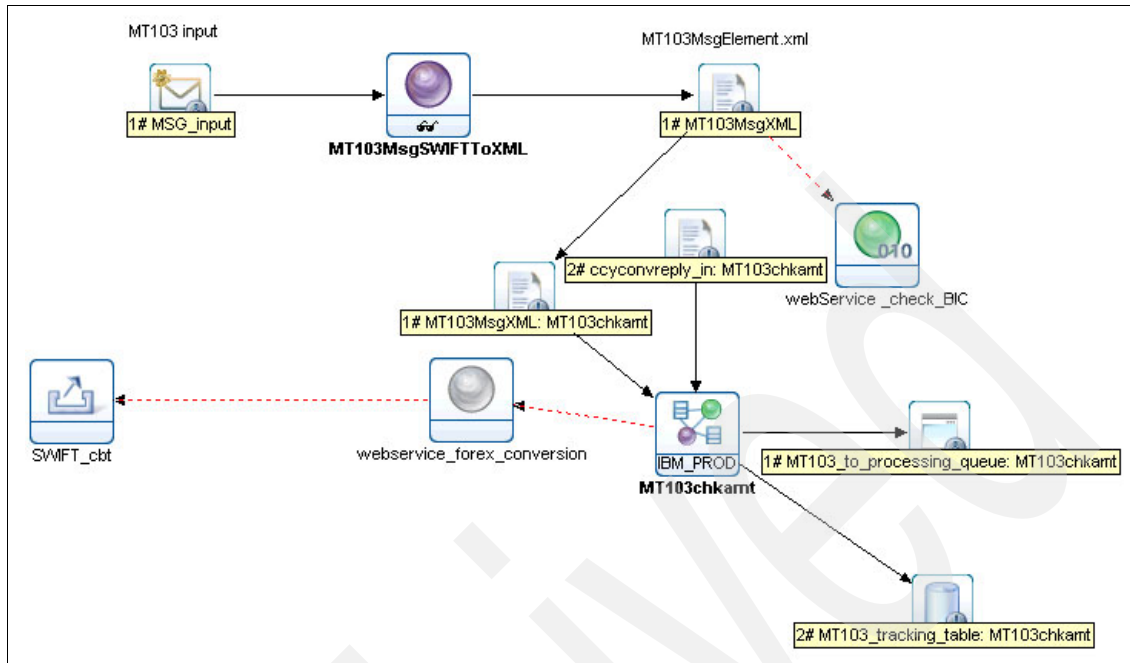 MT103 input
MT103MsgElement.xml
1# MSG_input
MT103MsgSWIFTToXML
1# MT103MsgXML
2# ccyconvreply_in: MT103chkamt
010
webService _check_BIC
1# MT103MsgXML: MT103chkamt
SWIFT_cbt
webservice_forex_conversion
IBM_PROD
MT103chkamt
1# MT103_to_processing_queue: MT103chkamt
2# MT103_tracking_table: MT103chkamt